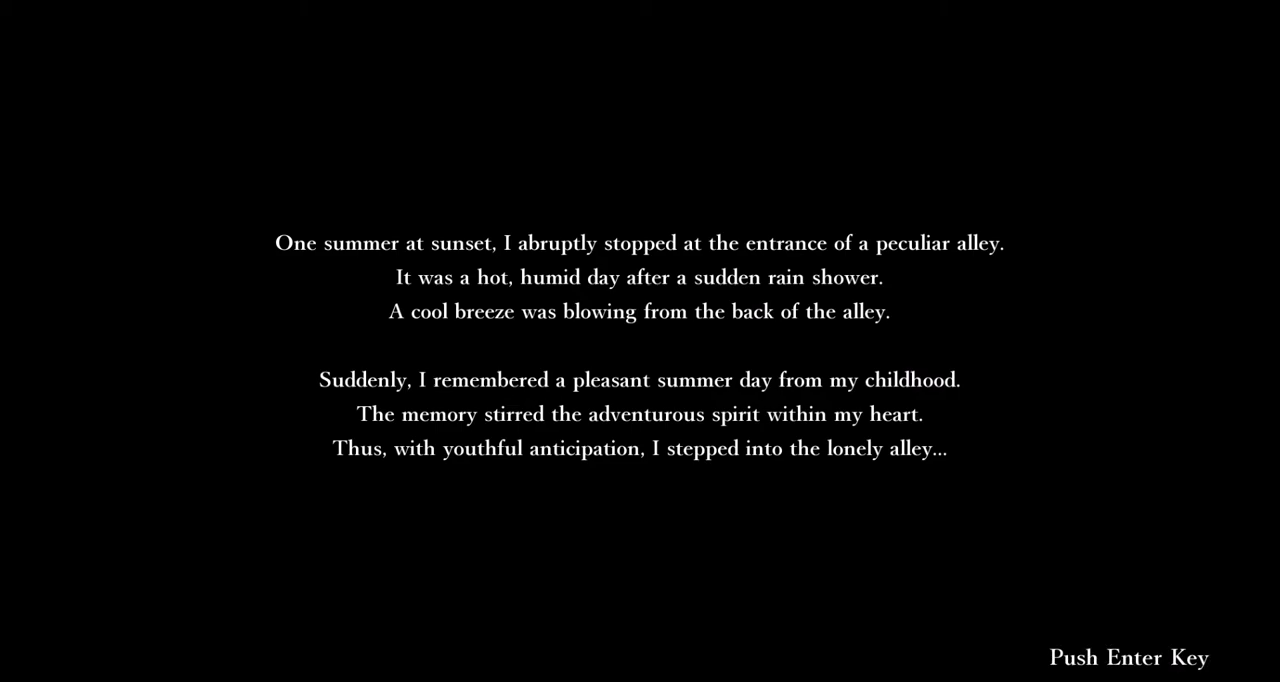 One summer at sunset, I abruptly stopped at the entrance of a peculiar alley.
It was a hot, humid day after a sudden rain shower.
A cool breeze was blowing from the back of the alley.
Suddenly, I remembered a pleasant summer day from my childhood.
The memory stirred the adventurous spirit within my heart.
Thus, with youthful anticipation, I stepped into the lonely alley...
Push Enter Key